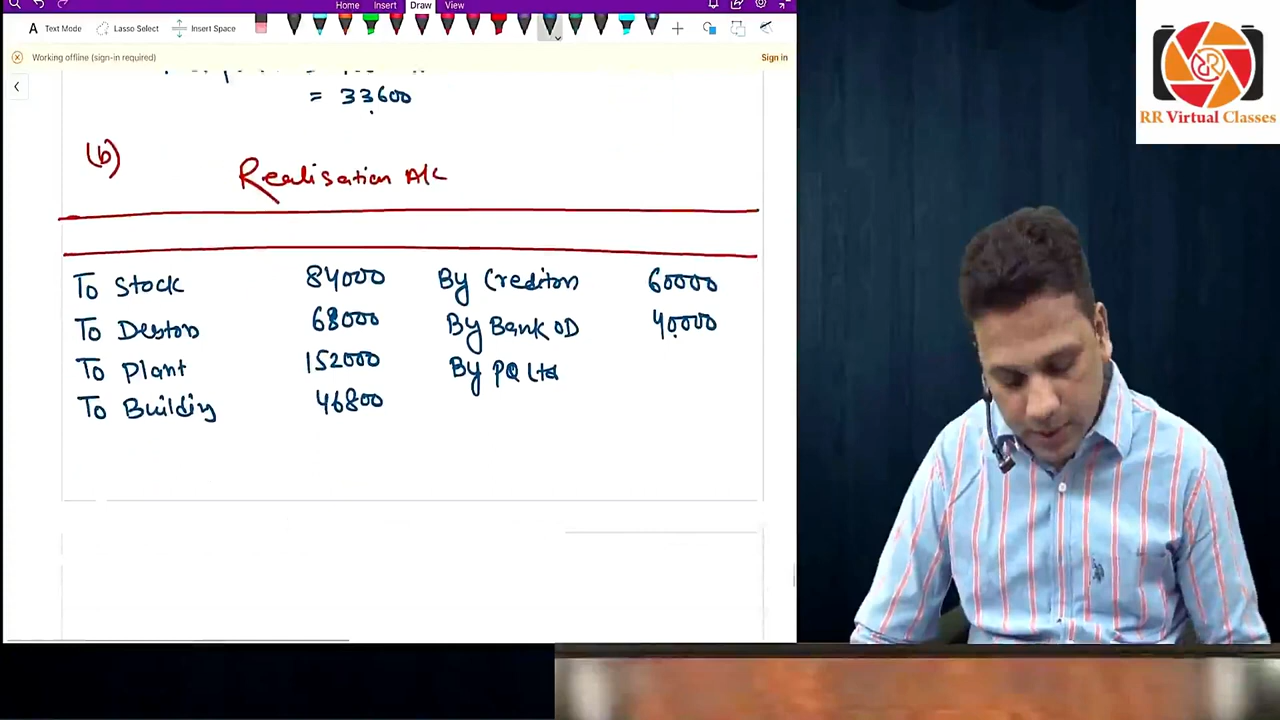 Home Insert Draw View
Text Mode Lasso Select Insert Space
Working offline (sign-in required) Sign in
= 33600
(b)
Realisation A/c
To Stock 84000 By Creditors 60000
To Debtors 68000 By Bank OD 40000
To Plant 152000 By PQ Ltd
To Building 46800
RR Virtual Classes